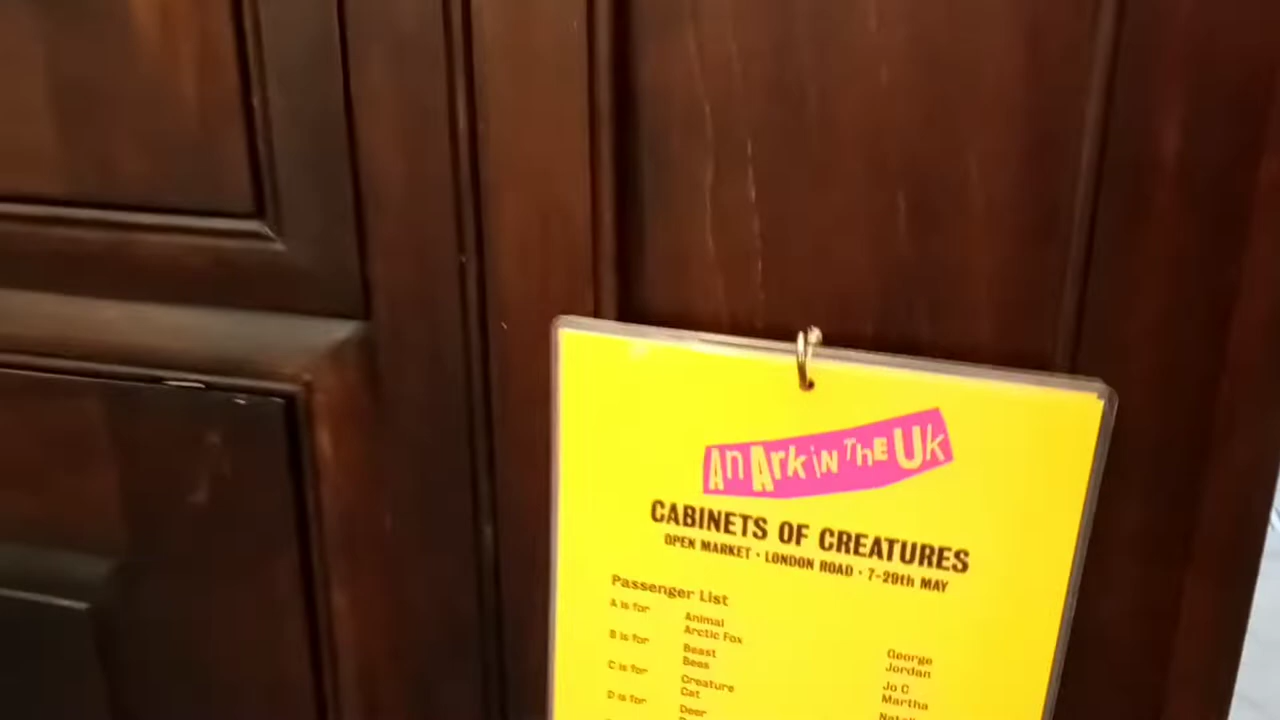 An Ark iN ThE Uk
CABINETS OF CREATURES
OPEN MARKET · LONDON ROAD · 7-29th MAY
Passenger List
A is for Animal
Arctic Fox George
B is for Beast Jordan
Bees Jo C
C is for Creature Martha
Cat
D is for Deer